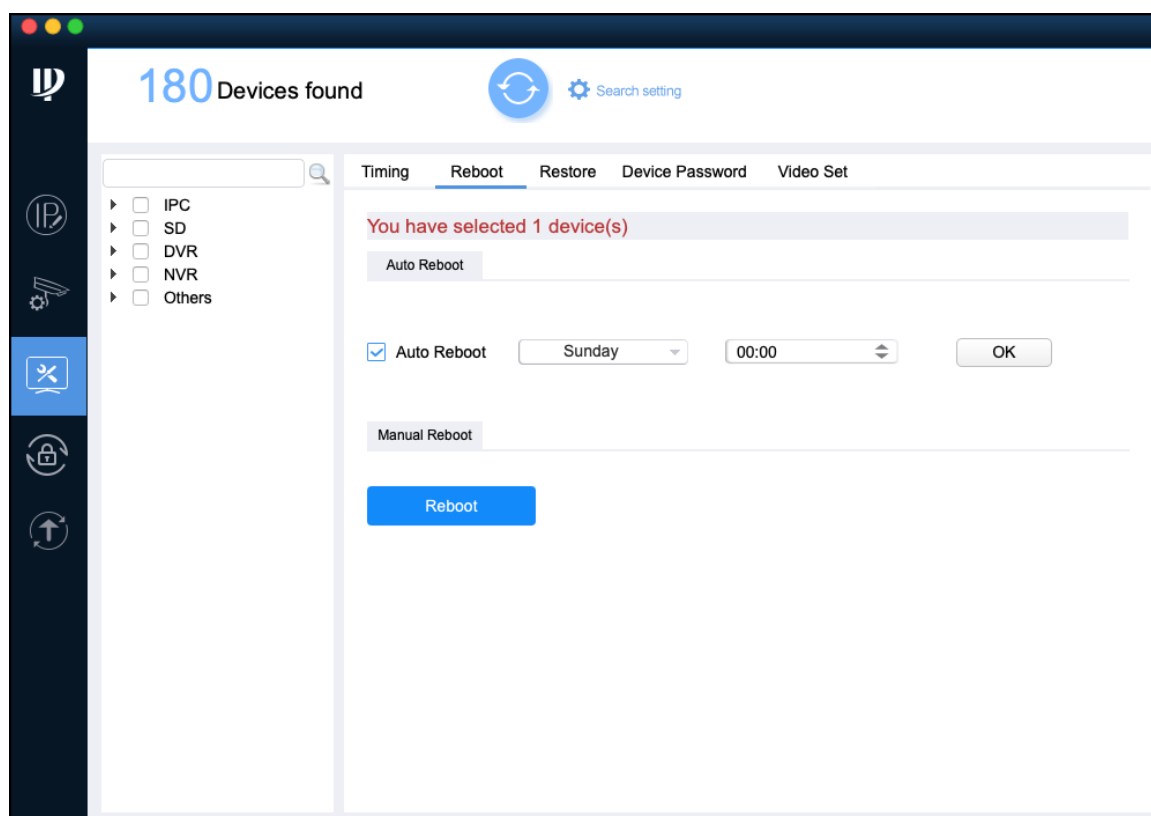 180 Devices found
Search setting
IPC
SD
DVR
NVR
Others
Timing Reboot Restore Device Password Video Set
You have selected 1 device(s)
Auto Reboot
Auto Reboot Sunday 00:00 OK
Manual Reboot
Reboot
IP